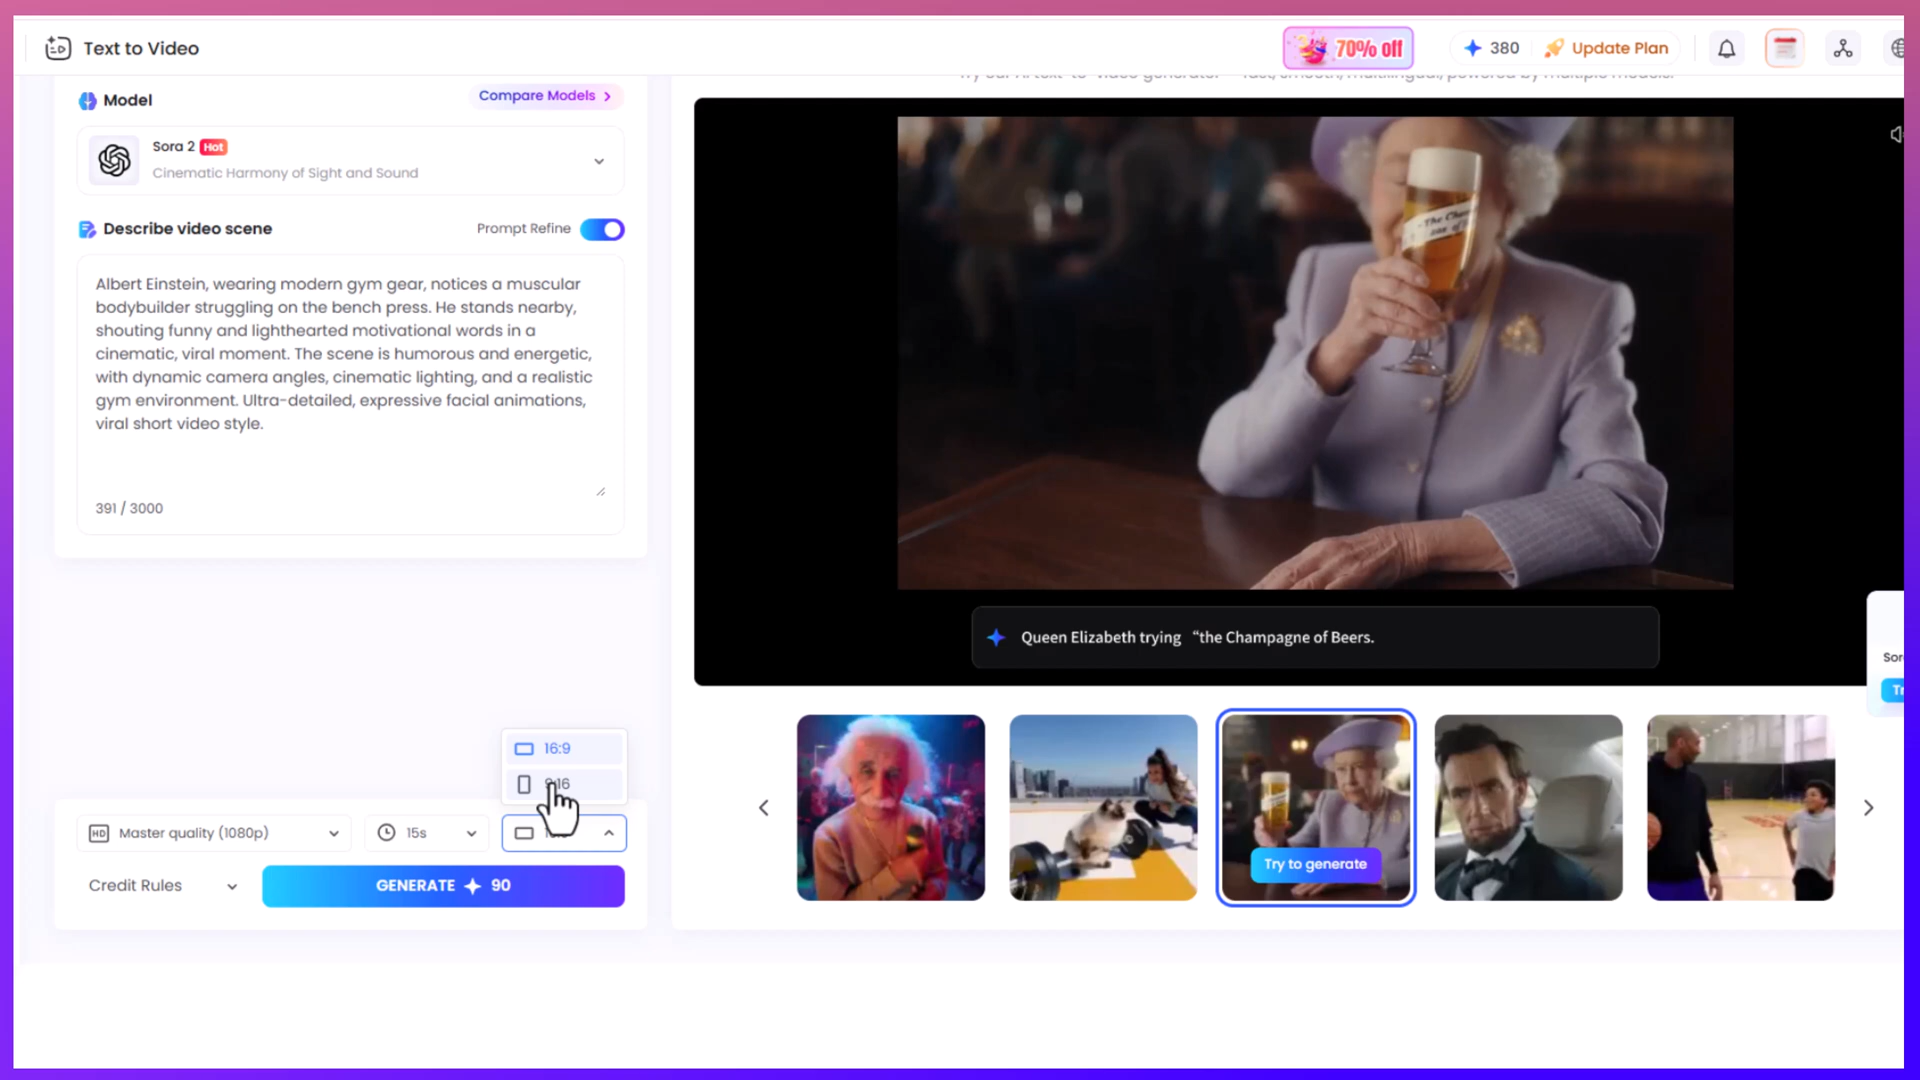 Text to Video
70% off
380
Update Plan
Model
Compare Models
Sora 2 Hot
Cinematic Harmony of Sight and Sound
Describe video scene
Prompt Refine
Albert Einstein, wearing modern gym gear, notices a muscular
bodybuilder struggling on the bench press. He stands nearby,
shouting funny and lighthearted motivational words in a
cinematic, viral moment. The scene is humorous and energetic,
with dynamic camera angles, cinematic lighting, and a realistic
gym environment. Ultra-detailed, expressive facial animations,
viral short video style.
391 / 3000
16:9
Master quality (1080p)
15s
Credit Rules
GENERATE 90
Queen Elizabeth trying “the Champagne of Beers.
Try to generate